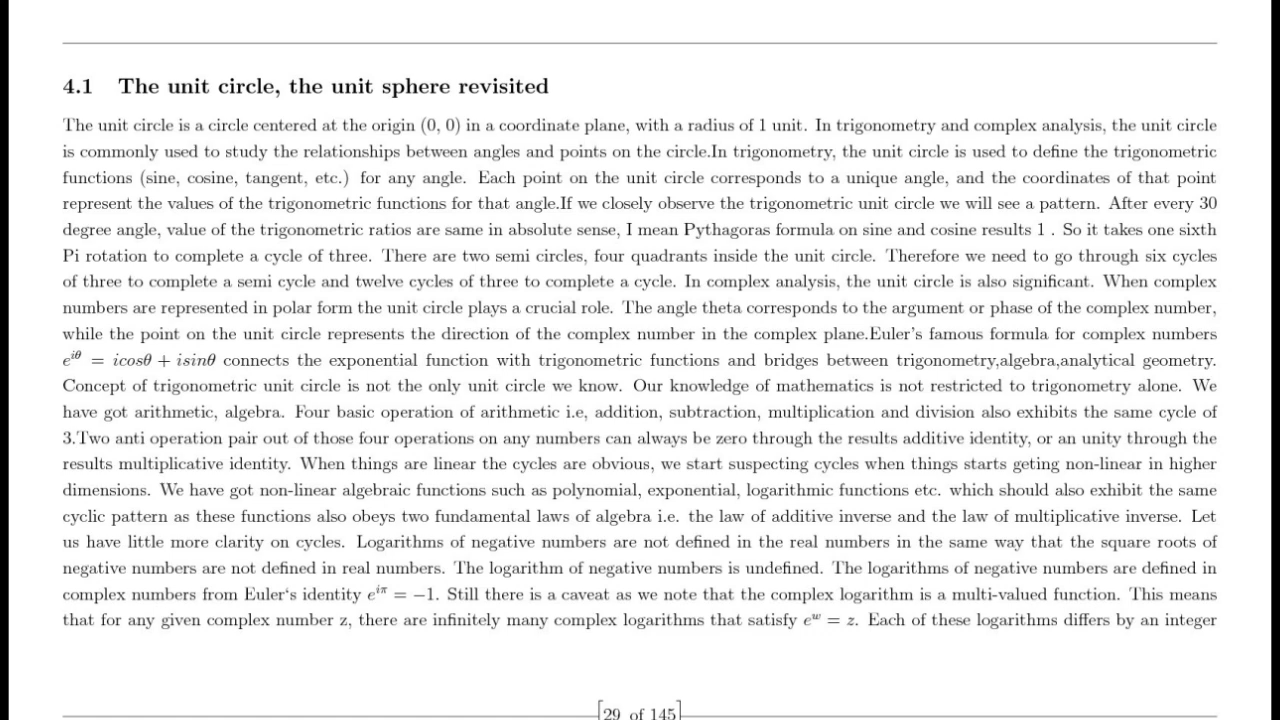 4.1 The unit circle, the unit sphere revisited
The unit circle is a circle centered at the origin (0, 0) in a coordinate plane, with a radius of 1 unit. In trigonometry and complex analysis, the unit circle
is commonly used to study the relationships between angles and points on the circle.In trigonometry, the unit circle is used to define the trigonometric
functions (sine, cosine, tangent, etc.) for any angle. Each point on the unit circle corresponds to a unique angle, and the coordinates of that point
represent the values of the trigonometric functions for that angle.If we closely observe the trigonometric unit circle we will see a pattern. After every 30
degree angle, value of the trigonometric ratios are same in absolute sense, I mean Pythagoras formula on sine and cosine results 1 . So it takes one sixth
Pi rotation to complete a cycle of three. There are two semi circles, four quadrants inside the unit circle. Therefore we need to go through six cycles
of three to complete a semi cycle and twelve cycles of three to complete a cycle. In complex analysis, the unit circle is also significant. When complex
numbers are represented in polar form the unit circle plays a crucial role. The angle theta corresponds to the argument or phase of the complex number,
while the point on the unit circle represents the direction of the complex number in the complex plane.Euler's famous formula for complex numbers
e^{iθ} = icosθ + isinθ connects the exponential function with trigonometric functions and bridges between trigonometry,algebra,analytical geometry.
Concept of trigonometric unit circle is not the only unit circle we know. Our knowledge of mathematics is not restricted to trigonometry alone. We
have got arithmetic, algebra. Four basic operation of arithmetic i.e, addition, subtraction, multiplication and division also exhibits the same cycle of
3.Two anti operation pair out of those four operations on any numbers can always be zero through the results additive identity, or an unity through the
results multiplicative identity. When things are linear the cycles are obvious, we start suspecting cycles when things starts geting non-linear in higher
dimensions. We have got non-linear algebraic functions such as polynomial, exponential, logarithmic functions etc. which should also exhibit the same
cyclic pattern as these functions also obeys two fundamental laws of algebra i.e. the law of additive inverse and the law of multiplicative inverse. Let
us have little more clarity on cycles. Logarithms of negative numbers are not defined in the real numbers in the same way that the square roots of
negative numbers are not defined in real numbers. The logarithm of negative numbers is undefined. The logarithms of negative numbers are defined in
complex numbers from Euler‘s identity e^{iπ} = −1. Still there is a caveat as we note that the complex logarithm is a multi-valued function. This means
that for any given complex number z, there are infinitely many complex logarithms that satisfy e^w = z. Each of these logarithms differs by an integer
[29 of 145]